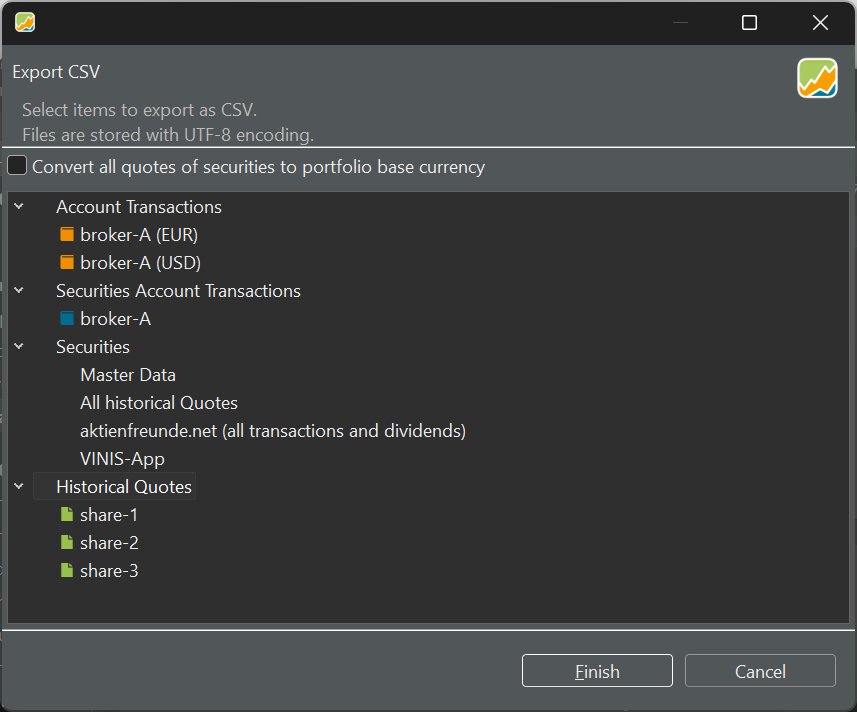 Export CSV
Select items to export as CSV.
Files are stored with UTF-8 encoding.
Convert all quotes of securities to portfolio base currency
Account Transactions
broker-A (EUR)
broker-A (USD)
Securities Account Transactions
broker-A
Securities
Master Data
All historical Quotes
aktienfreunde.net (all transactions and dividends)
VINIS-App
Historical Quotes
share-1
share-2
share-3
Finish
Cancel